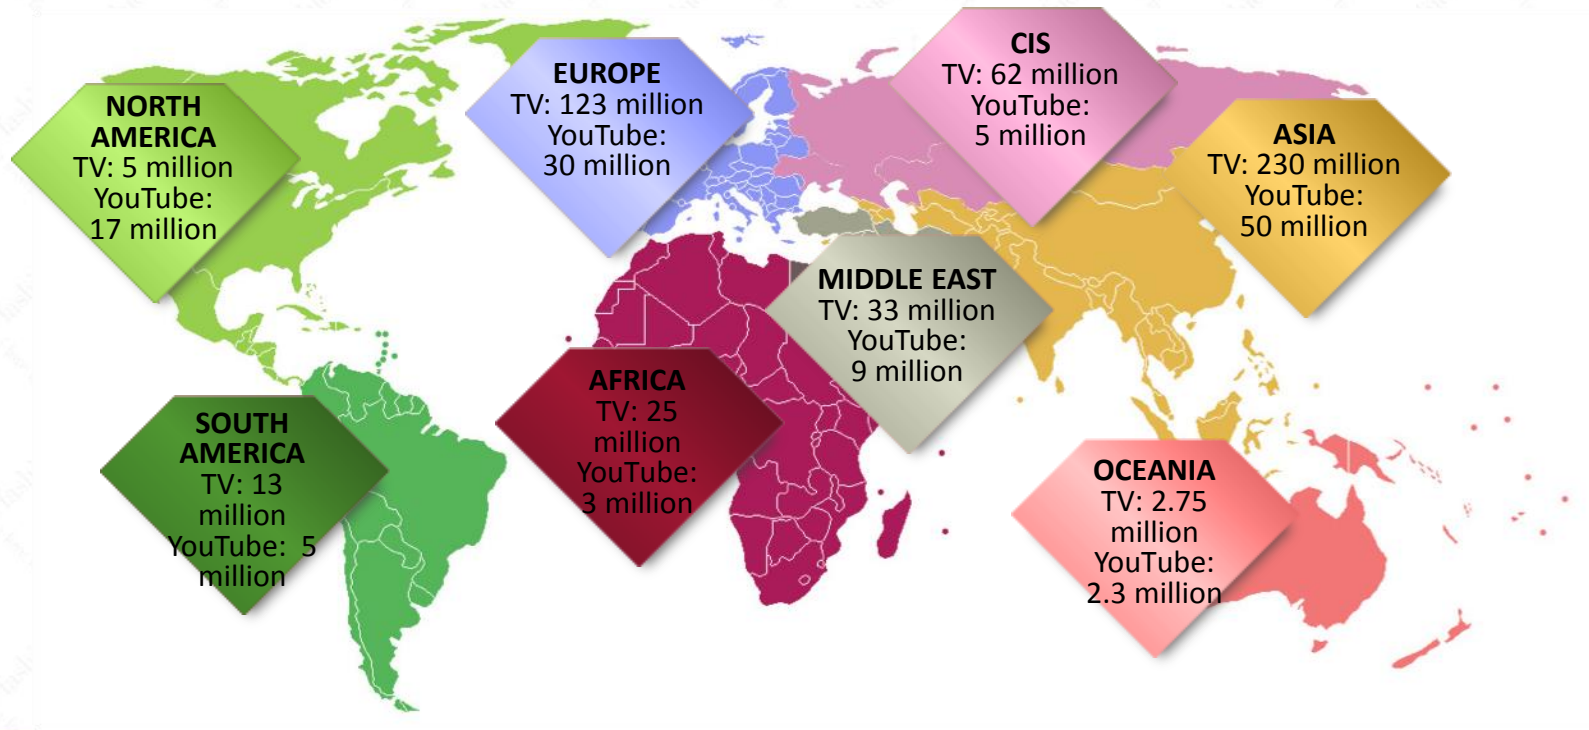 NORTH
AMERICA
TV: 5 million
YouTube:
17 million
EUROPE
TV: 123 million
YouTube:
30 million
CIS
TV: 62 million
YouTube:
5 million
ASIA
TV: 230 million
YouTube:
50 million
MIDDLE EAST
TV: 33 million
YouTube:
9 million
AFRICA
TV: 25
million
YouTube:
3 million
SOUTH
AMERICA
TV: 13
million
YouTube: 5
million
OCEANIA
TV: 2.75
million
YouTube:
2.3 million